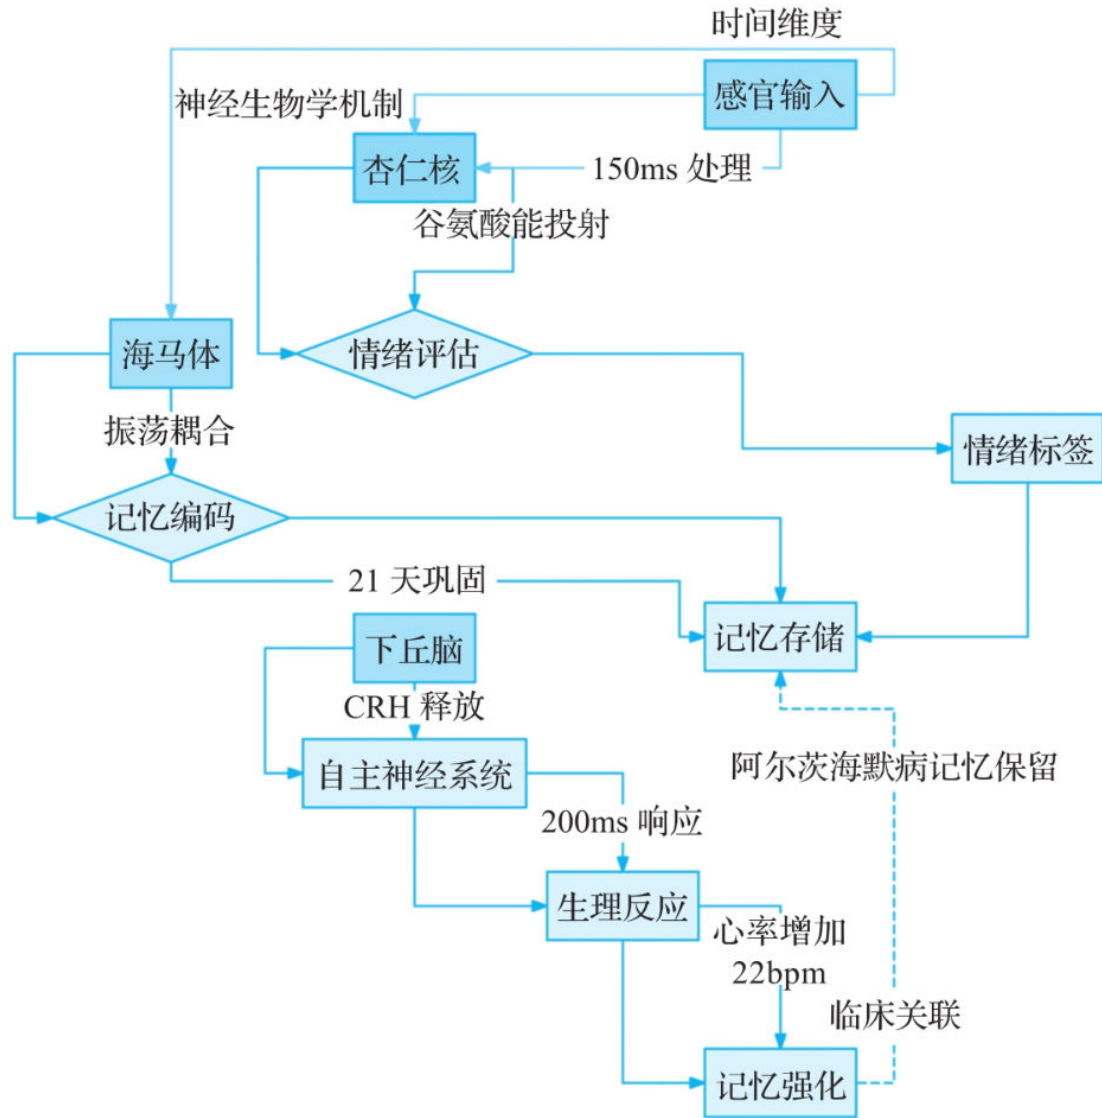 时间维度
感官输入
神经生物学机制
杏仁核
150ms 处理
谷氨酸能投射
海马体
情绪评估
振荡耦合
情绪标签
记忆编码
21 天巩固
记忆存储
下丘脑
CRH 释放
自主神经系统
阿尔茨海默病记忆保留
200ms 响应
生理反应
心率增加
22bpm
临床关联
记忆强化